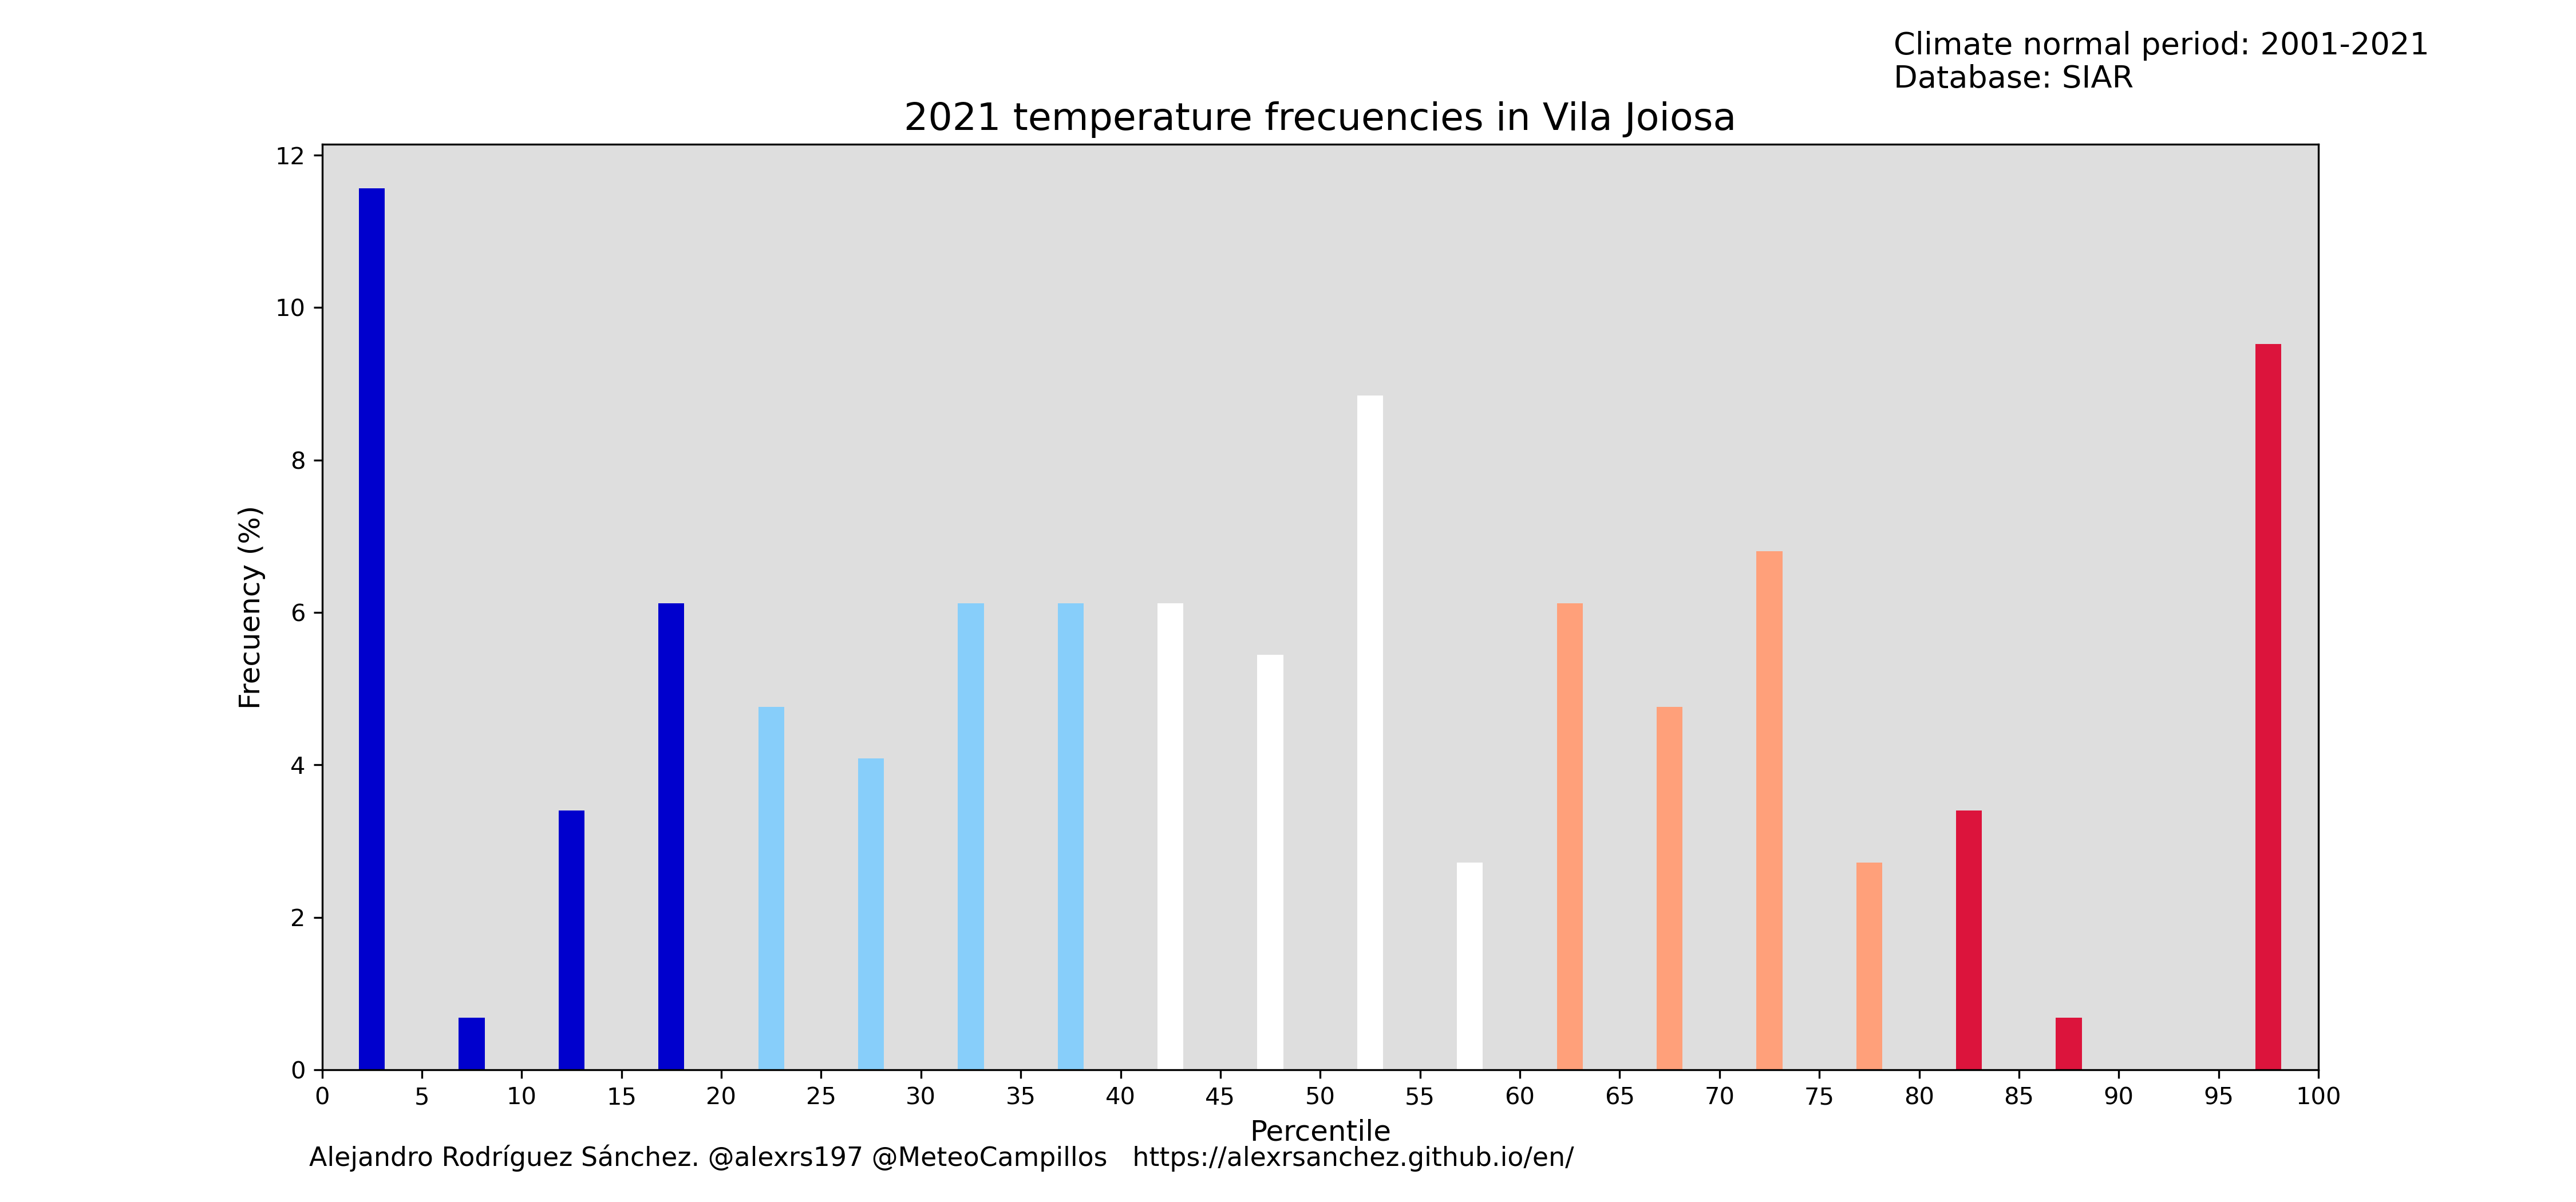 Climate normal period: 2001-2021
Database: SIAR
2021 temperature frecuencies in Vila Joiosa
12
10
8
6
4
2
0
Frecuency (%)
0 5 10 15 20 25 30 35 40 45 50 55 60 65 70 75 80 85 90 95 100
Percentile
Alejandro Rodríguez Sánchez. @alexrs197 @MeteoCampillos https://alexrsanchez.github.io/en/